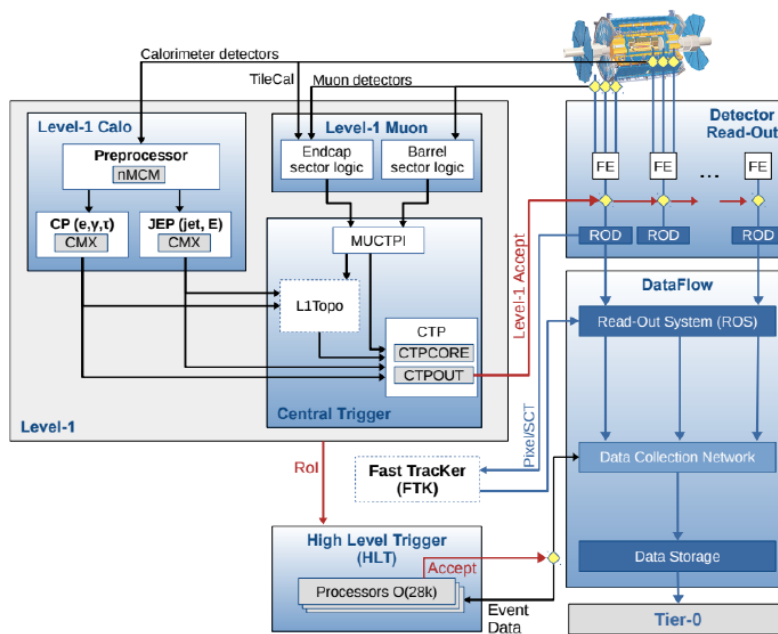 Calorimeter detectors
TileCal
Muon detectors
Level-1 Calo
Preprocessor
nMCM
CP (e,γ,τ)
CMX
JEP (jet, E)
CMX
Level-1 Muon
Endcap
sector logic
Barrel
sector logic
MUCTPI
L1Topo
CTP
CTPCORE
CTPOUT
Central Trigger
Level-1
Level-1 Accept
Detector
Read-Out
FE
FE
...
FE
ROD
ROD
ROD
DataFlow
Read-Out System (ROS)
Pixel/SCT
Data Collection Network
Data Storage
Tier-0
RoI
Fast TracKer
(FTK)
High Level Trigger
(HLT)
Accept
Processors O(28k)
Event
Data